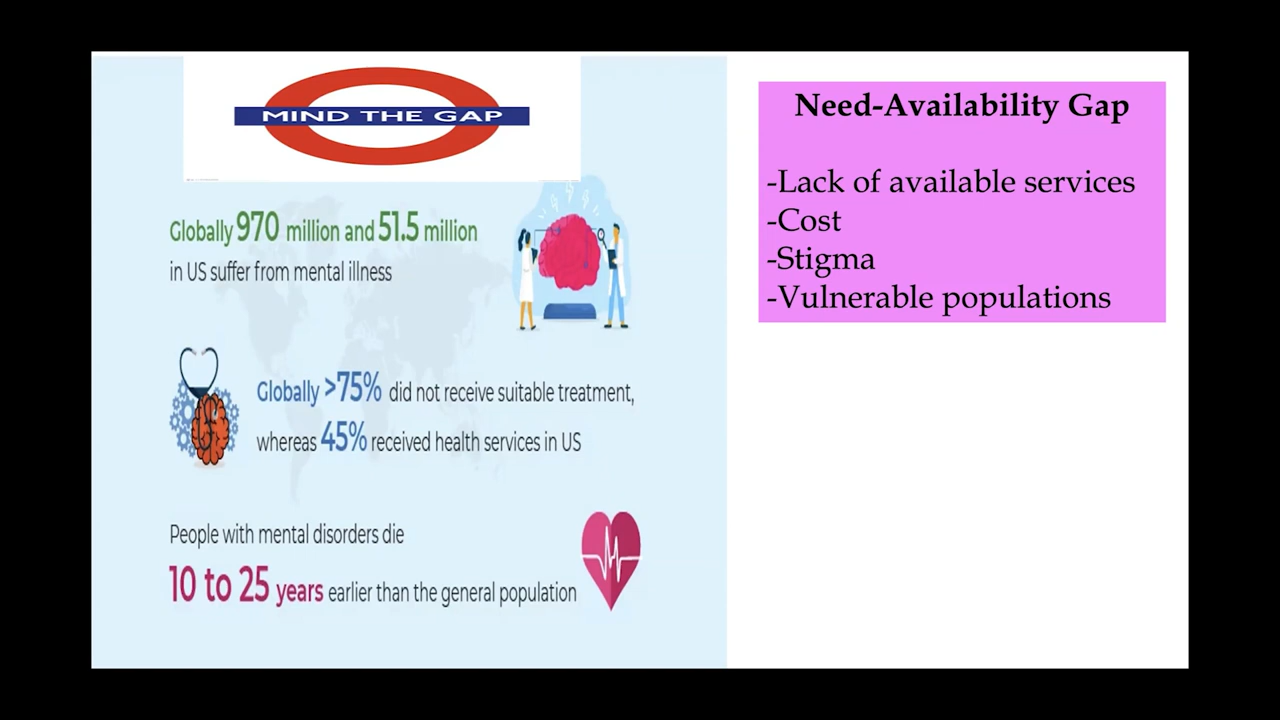 MIND THE GAP
Globally 970 million and 51.5 million
in US suffer from mental illness
Globally >75% did not receive suitable treatment,
whereas 45% received health services in US
People with mental disorders die
10 to 25 years earlier than the general population
Need-Availability Gap
-Lack of available services
-Cost
-Stigma
-Vulnerable populations